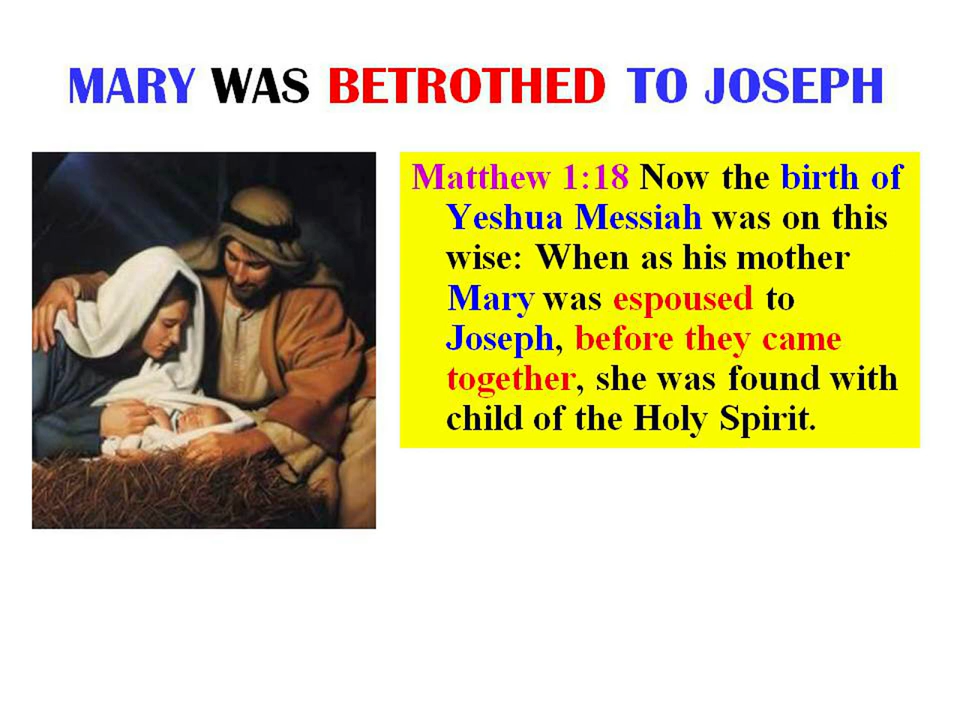 MARY WAS BETROTHED TO JOSEPH
Matthew 1:18 Now the birth of
Yeshua Messiah was on this
wise: When as his mother
Mary was espoused to
Joseph, before they came
together, she was found with
child of the Holy Spirit.